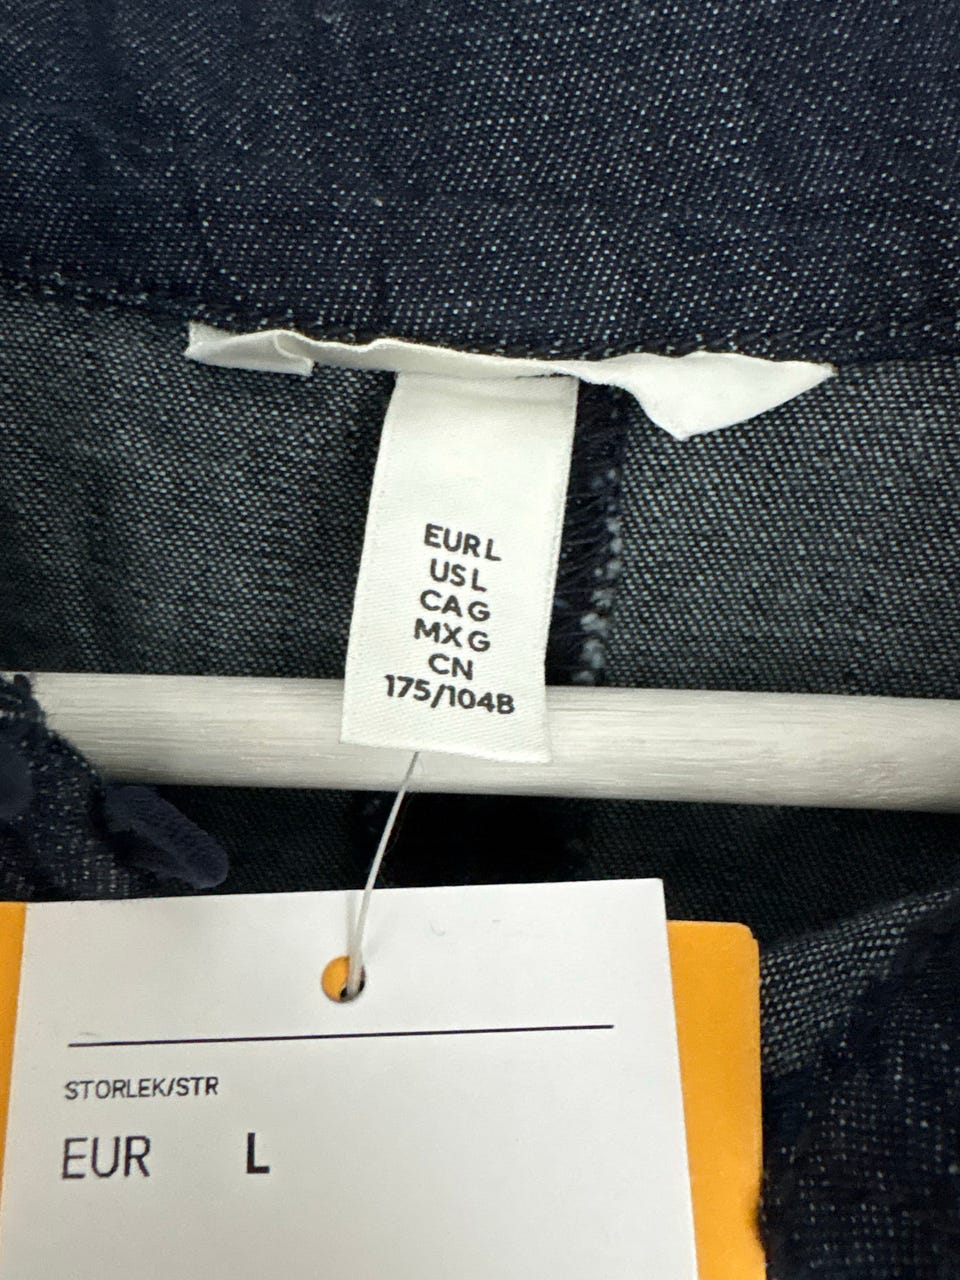 EUR L
US L
CA G
MX G
CN
175/104B
STORLEK/STR
EUR L